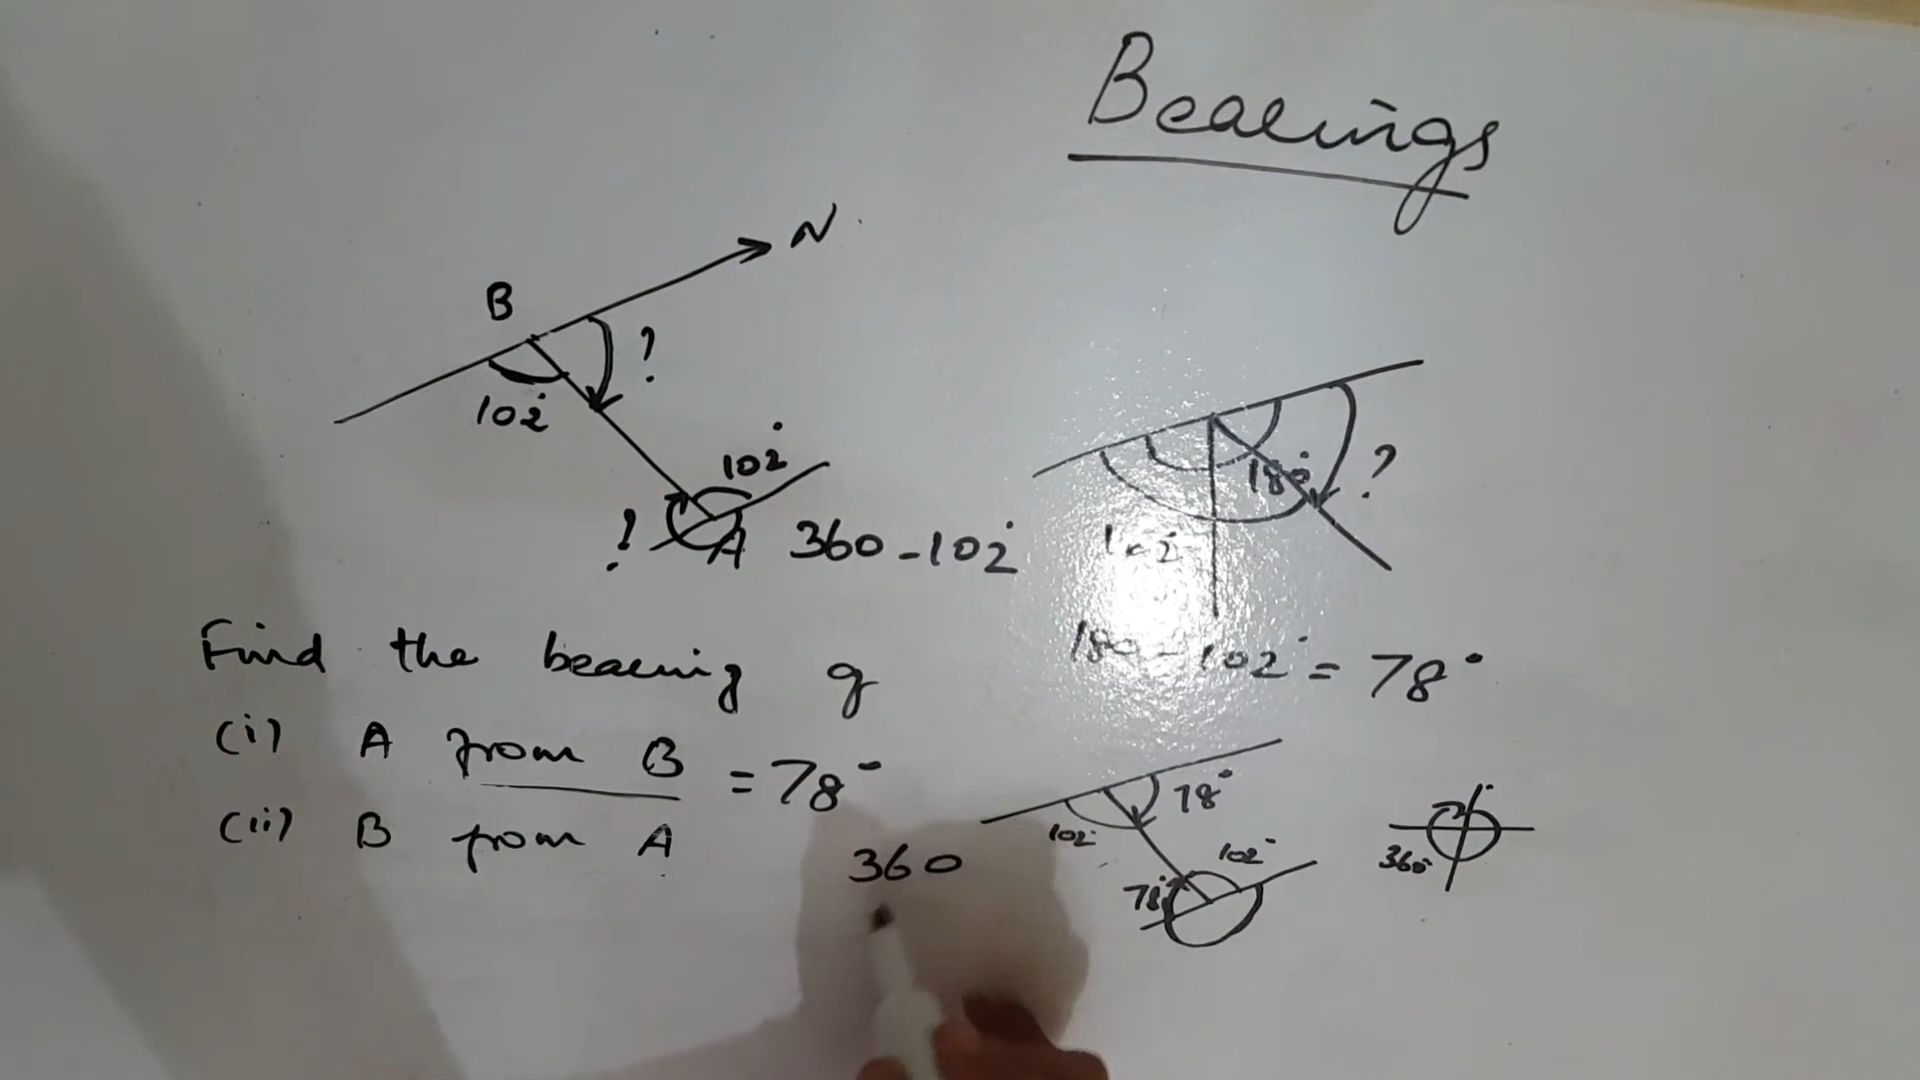 Bearings
N
B
?
102°
102°
? A 360-102°
180° ?
102°
Find the bearing of
180-102° = 78°
(i) A from B = 78°
(ii) B from A
360
78°
102°
102°
78°
360°